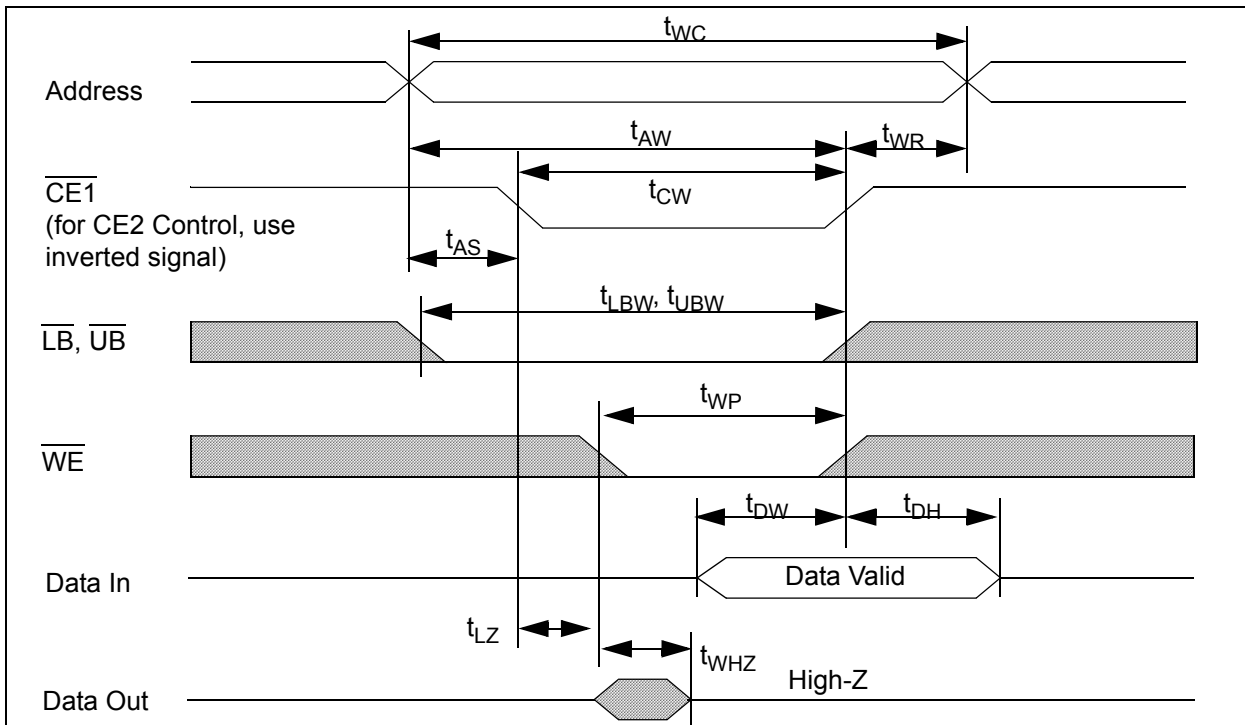 tWC
Address
tAW
tWR
CE1
(for CE2 Control, use
inverted signal)
tCW
tAS
tLBW, tUBW
LB, UB
tWP
WE
tDW
tDH
Data In
Data Valid
tLZ
tWHZ
Data Out
High-Z